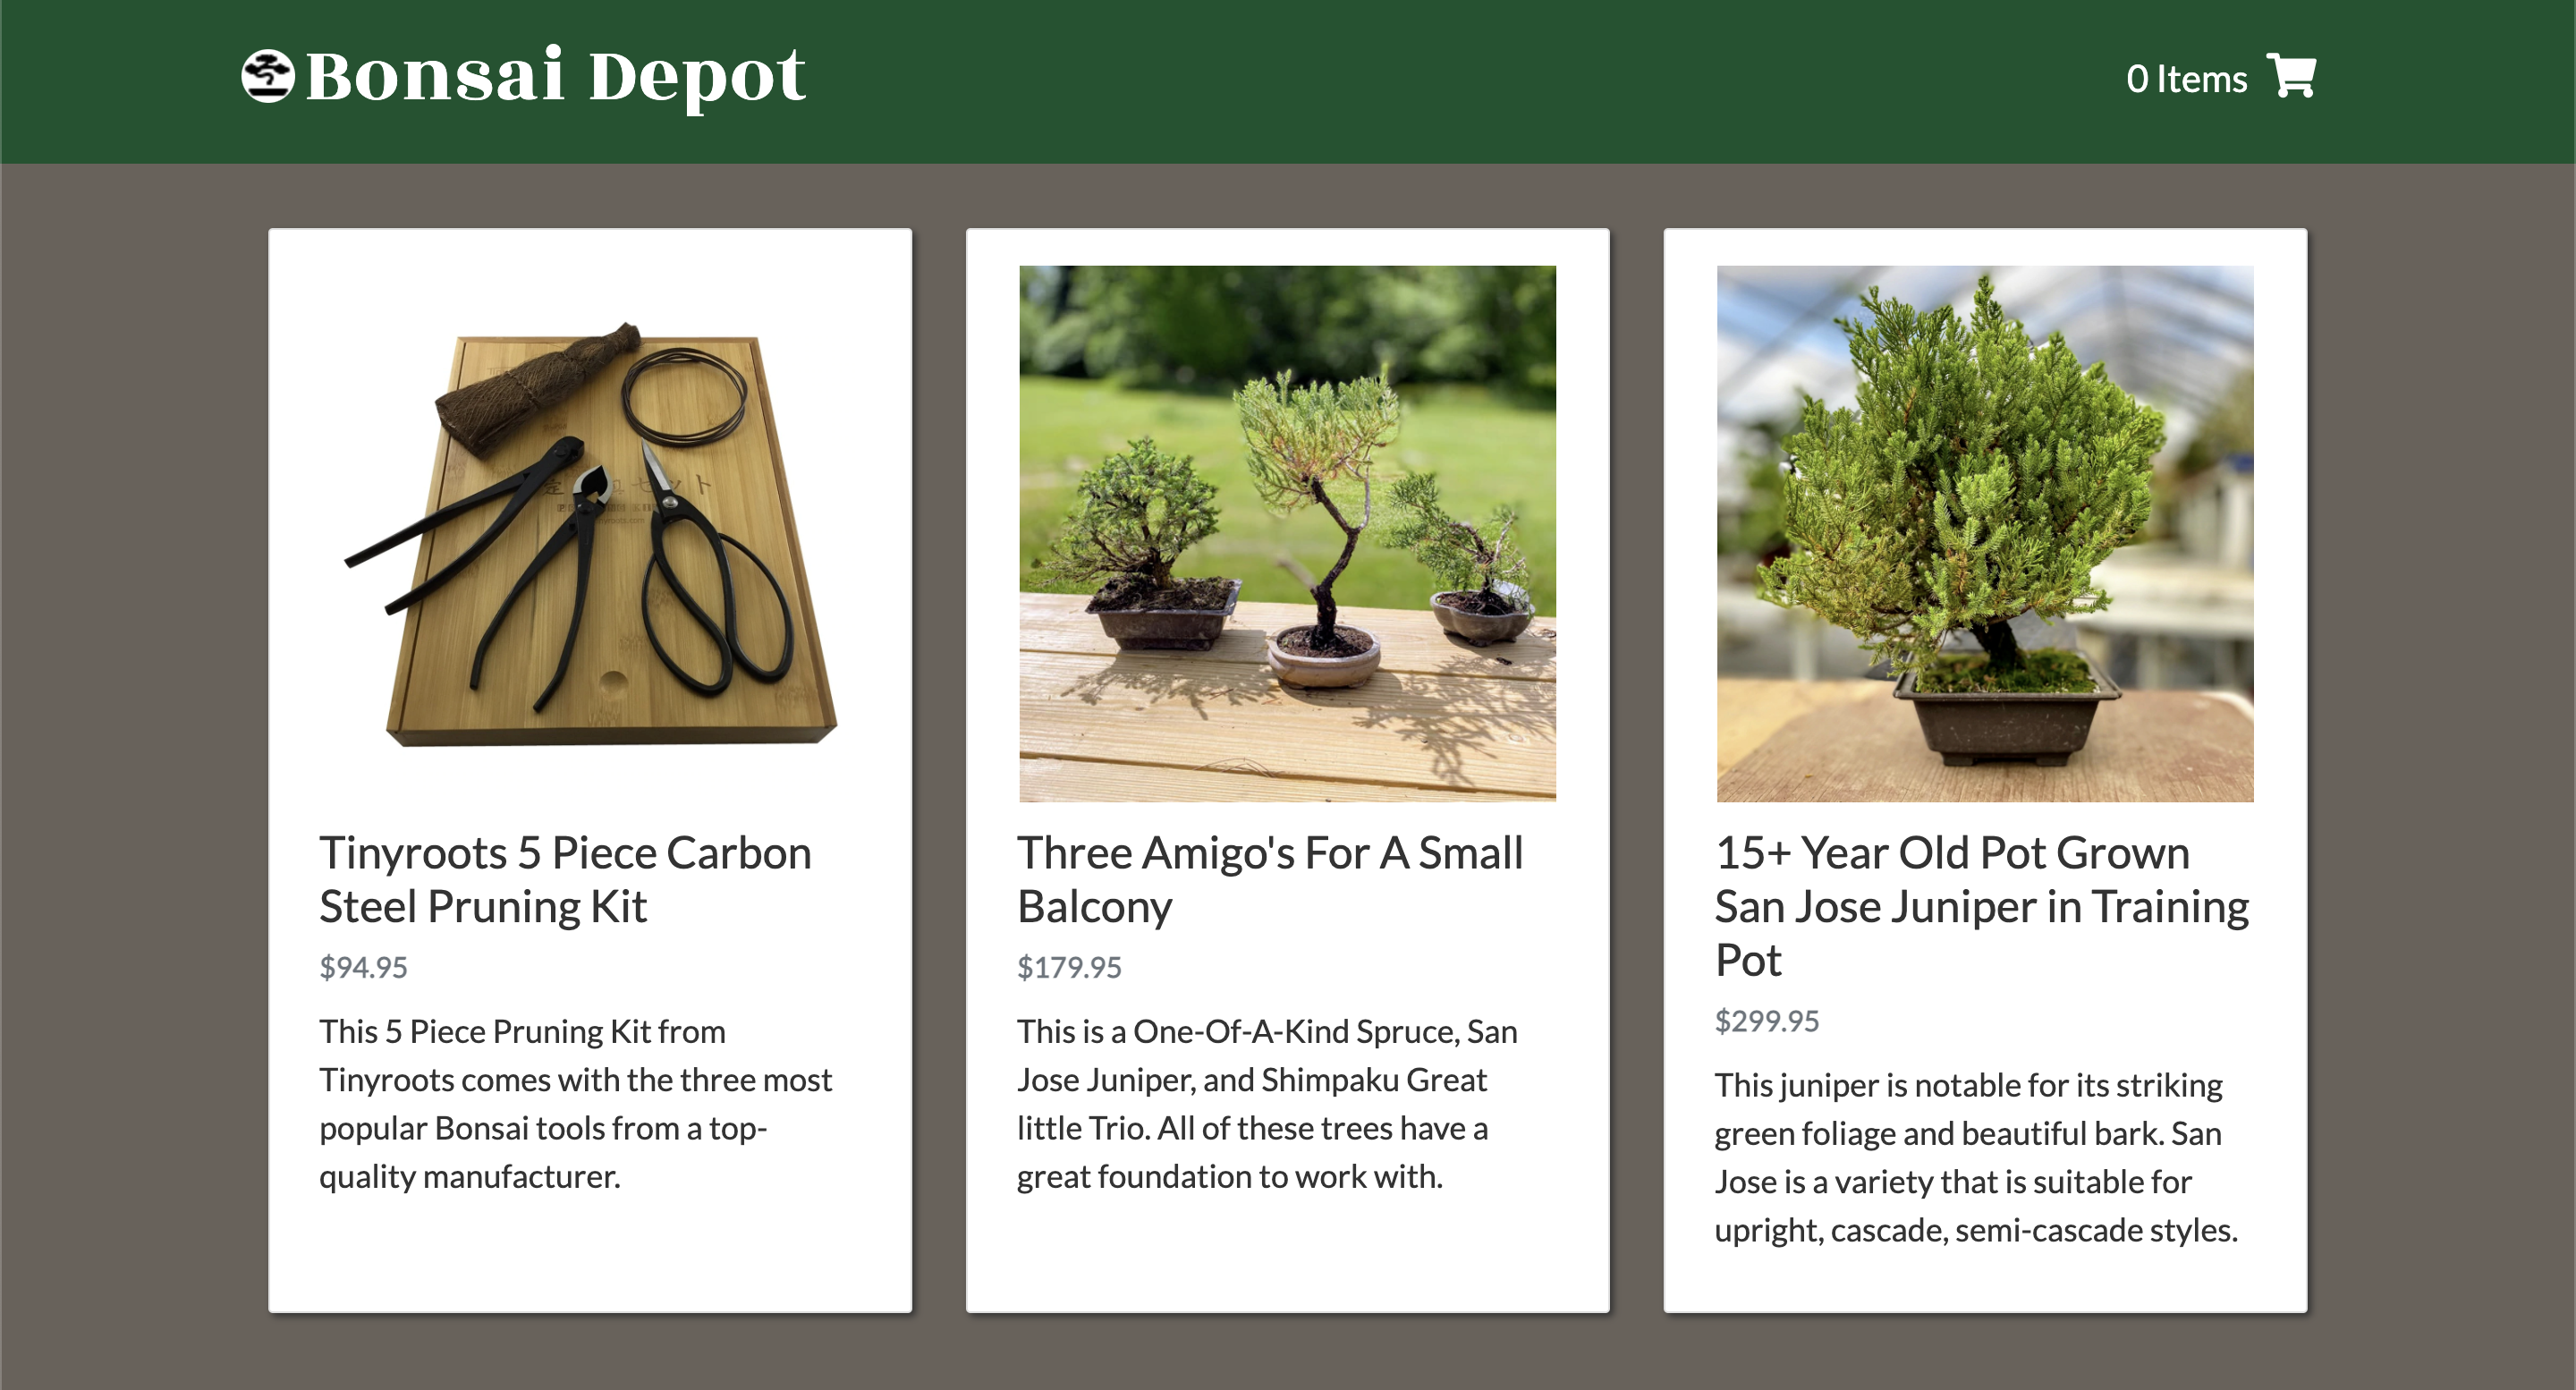 Bonsai Depot
0 Items
Tinyroots 5 Piece Carbon
Steel Pruning Kit
$94.95
This 5 Piece Pruning Kit from
Tinyroots comes with the three most
popular Bonsai tools from a top-
quality manufacturer.
Three Amigo's For A Small
Balcony
$179.95
This is a One-Of-A-Kind Spruce, San
Jose Juniper, and Shimpaku Great
little Trio. All of these trees have a
great foundation to work with.
15+ Year Old Pot Grown
San Jose Juniper in Training
Pot
$299.95
This juniper is notable for its striking
green foliage and beautiful bark. San
Jose is a variety that is suitable for
upright, cascade, semi-cascade styles.